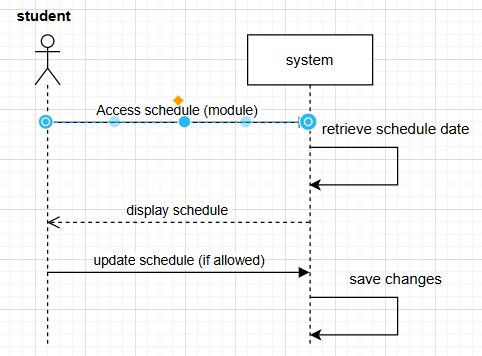 student
system
Access schedule (module)
retrieve schedule date
display schedule
update schedule (if allowed)
save changes